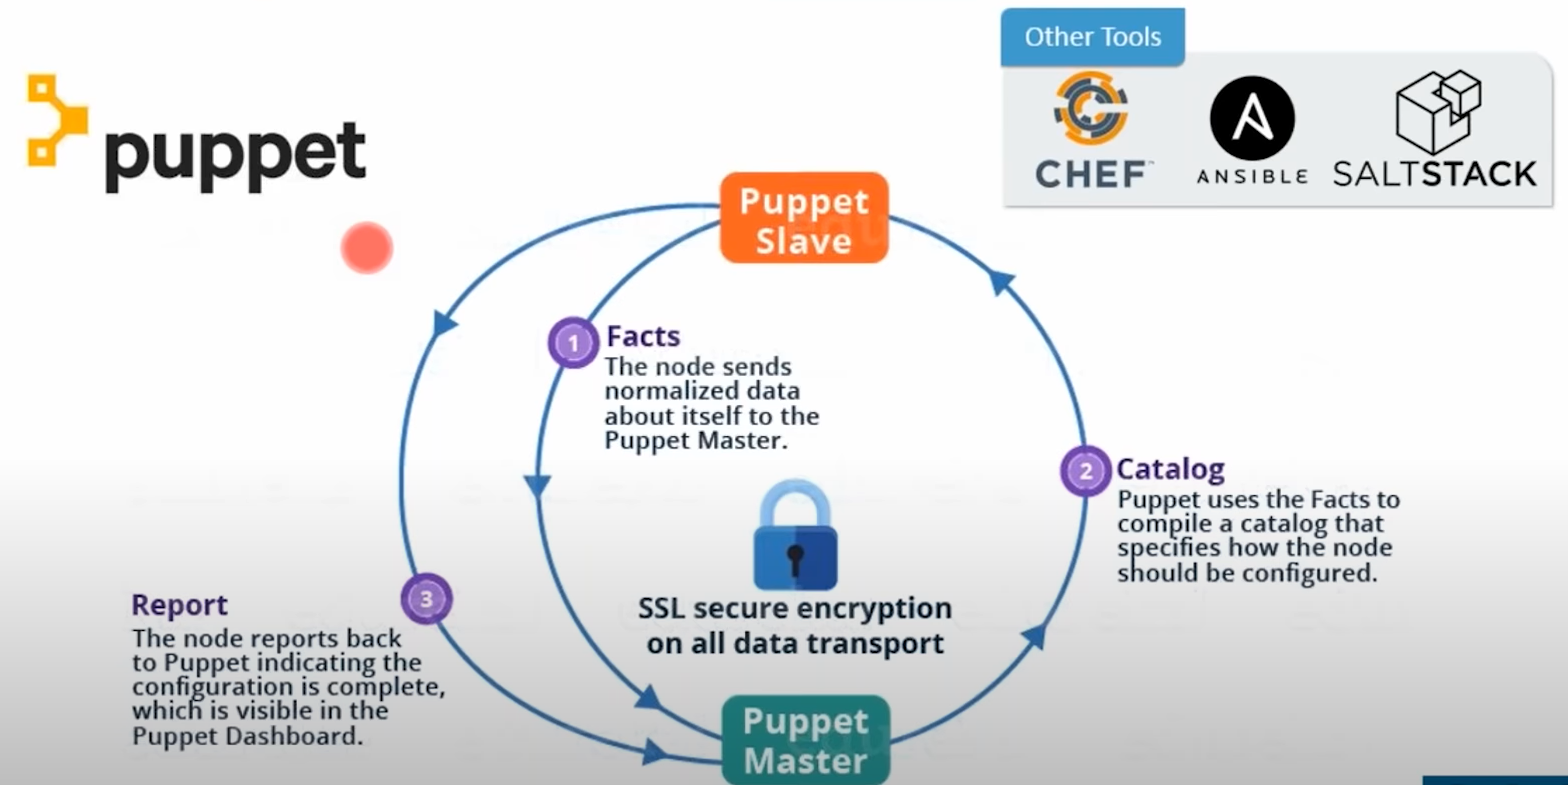 Other Tools
puppet
CHEF
ANSIBLE
SALTSTACK
Puppet
Slave
1
Facts
The node sends
normalized data
about itself to the
Puppet Master.
2
Catalog
Puppet uses the Facts to
compile a catalog that
specifies how the node
should be configured.
SSL secure encryption
on all data transport
3
Report
The node reports back
to Puppet indicating the
configuration is complete,
which is visible in the
Puppet Dashboard.
Puppet
Master